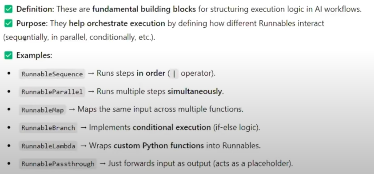 ✅ Definition: These are fundamental building blocks for structuring execution logic in AI workflows.
✅ Purpose: They help orchestrate execution by defining how different Runnables interact
(sequentially, in parallel, conditionally, etc.).
✅ Examples:
• RunnableSequence → Runs steps in order ( | operator).
• RunnableParallel → Runs multiple steps simultaneously.
• RunnableMap → Maps the same input across multiple functions.
• RunnableBranch → Implements conditional execution (if-else logic).
• RunnableLambda → Wraps custom Python functions into Runnables.
• RunnablePassthrough → Just forwards input as output (acts as a placeholder).